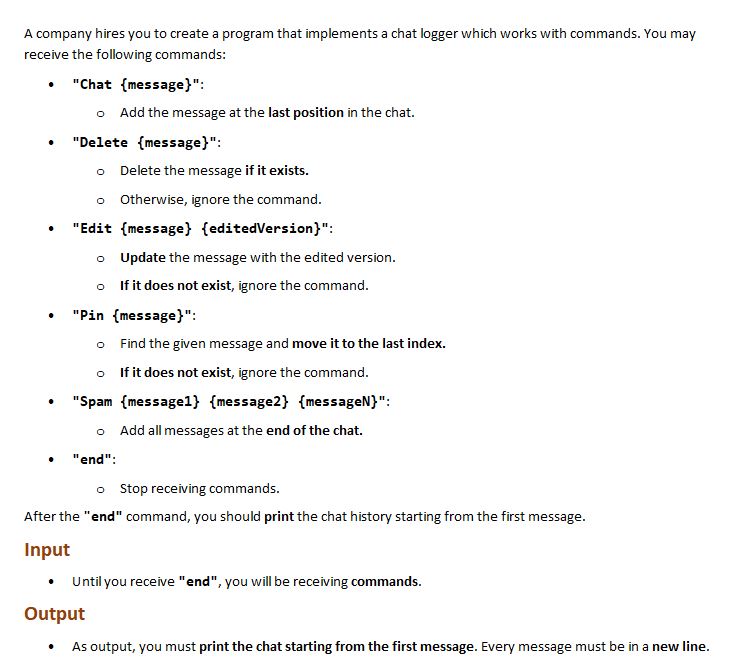 A company hires you to create a program that implements a chat logger which works with commands. You may
receive the following commands:
• "Chat {message}":
o Add the message at the last position in the chat.
• "Delete {message}":
o Delete the message if it exists.
o Otherwise, ignore the command.
• "Edit {message} {editedVersion}":
o Update the message with the edited version.
o If it does not exist, ignore the command.
• "Pin {message}":
o Find the given message and move it to the last index.
o If it does not exist, ignore the command.
• "Spam {message1} {message2} {messageN}":
o Add all messages at the end of the chat.
• "end":
o Stop receiving commands.
After the "end" command, you should print the chat history starting from the first message.
Input
• Until you receive "end", you will be receiving commands.
Output
• As output, you must print the chat starting from the first message. Every message must be in a new line.